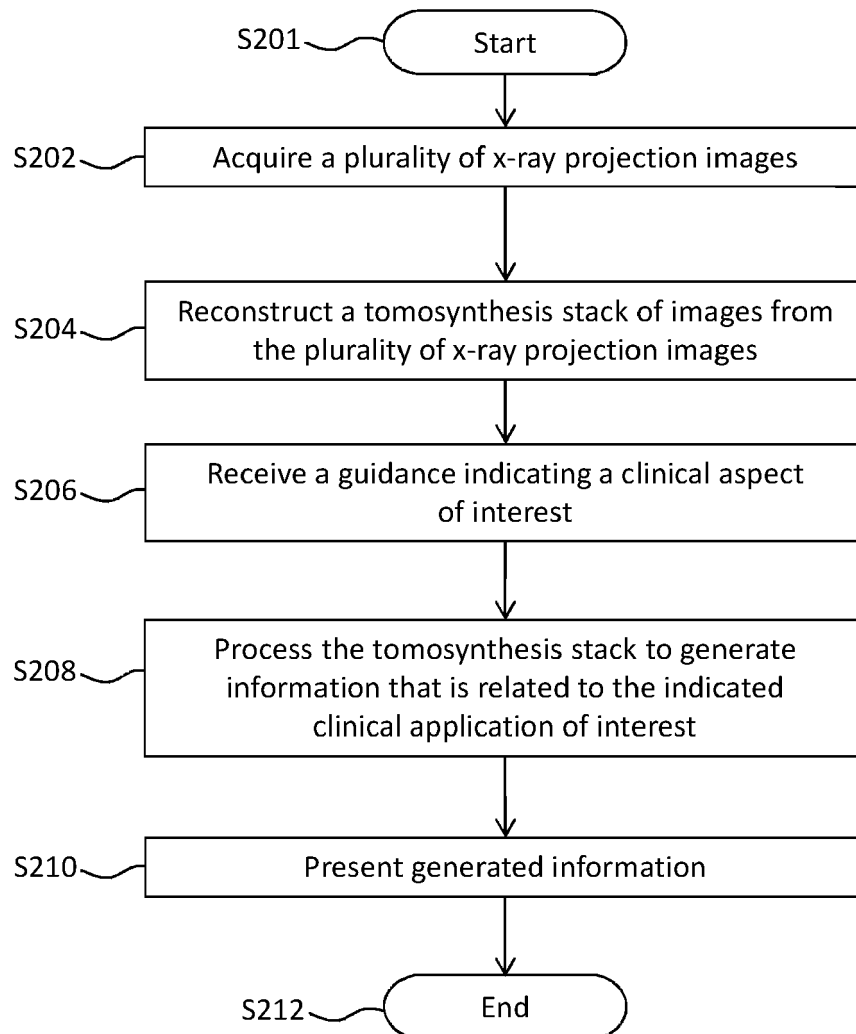 S201
Start
S202
Acquire a plurality of x-ray projection images
S204
Reconstruct a tomosynthesis stack of images from
the plurality of x-ray projection images
S206
Receive a guidance indicating a clinical aspect
of interest
S208
Process the tomosynthesis stack to generate
information that is related to the indicated
clinical application of interest
S210
Present generated information
S212
End